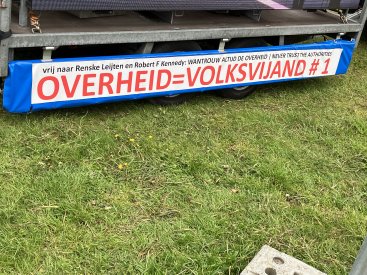 vrij naar Renske Leijten en Robert F Kennedy: WANTROUW ALTIJD DE OVERHEID / NEVER TRUST THE AUTHORITIES
OVERHEID=VOLKSVIJAND # 1